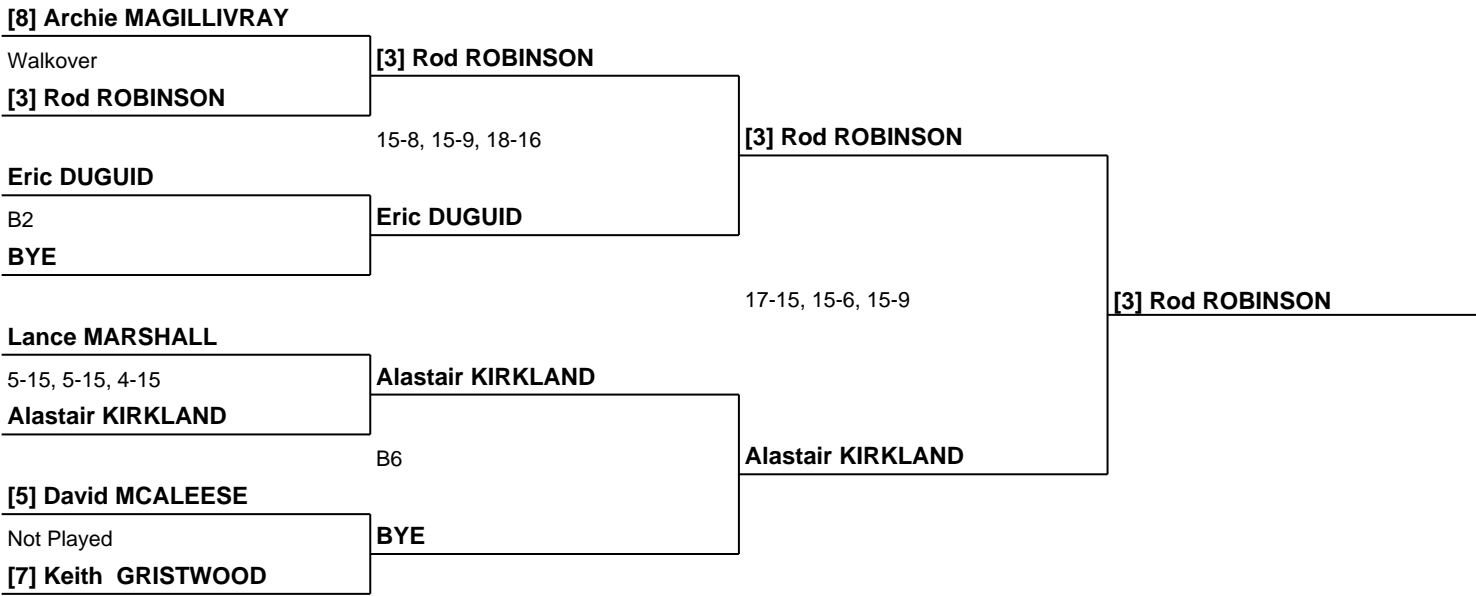 [8] Archie MAGILLIVRAY
Walkover
[3] Rod ROBINSON
[3] Rod ROBINSON
15-8, 15-9, 18-16
[3] Rod ROBINSON
Eric DUGUID
B2
BYE
Eric DUGUID
17-15, 15-6, 15-9
[3] Rod ROBINSON
Lance MARSHALL
5-15, 5-15, 4-15
Alastair KIRKLAND
Alastair KIRKLAND
B6
Alastair KIRKLAND
[5] David MCALEESE
Not Played
[7] Keith  GRISTWOOD
BYE